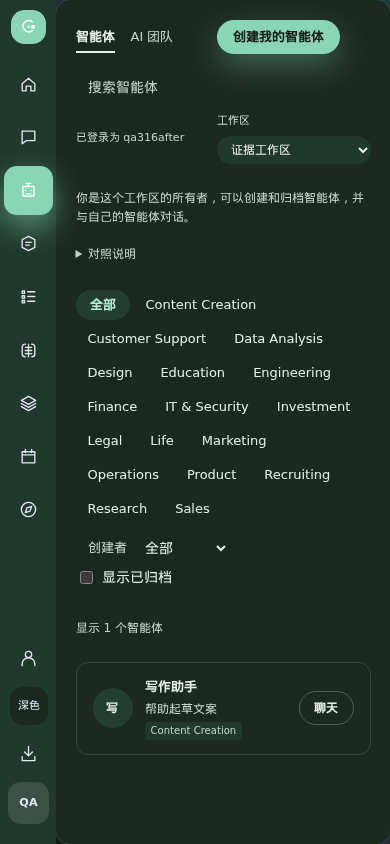 智能体 AI 团队 创建我的智能体
搜索智能体
工作区
已登录为 qa316after
证据工作区
你是这个工作区的所有者，可以创建和归档智能体，并
与自己的智能体对话。
对照说明
全部 Content Creation
Customer Support Data Analysis
Design Education Engineering
Finance IT & Security Investment
Legal Life Marketing
Operations Product Recruiting
Research Sales
创建者 全部
显示已归档
显示 1 个智能体
写作助手
写 帮助起草文案 聊天
Content Creation
深色
QA